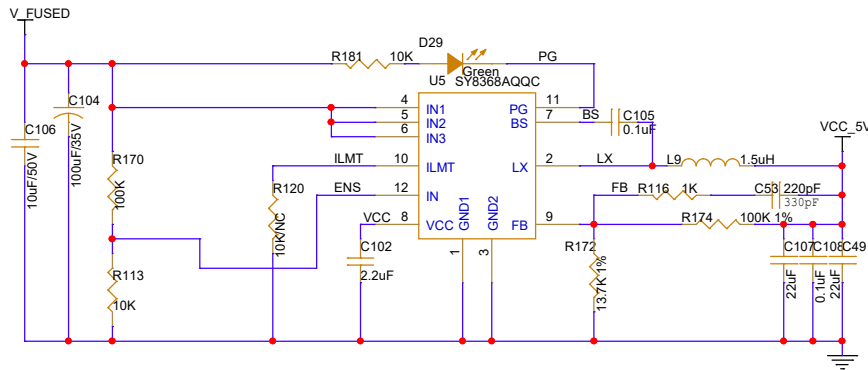 V_FUSED
D29
R181
10K
PG
Green
U5
SY8368AQQC
C104
100uF/35V
C106
10uF/50V
4
IN1
5
IN2
6
IN3
PG
11
BS
7
BS
C105
0.1uF
VCC_5V
R170
100K
ILMT
10
ILMT
LX
2
LX
L9
1.5uH
R120
10K/NC
ENS
12
IN
FB
R116
1K
C53
220pF
330pF
VCC
8
VCC
GND1
GND2
FB
9
R174
100K 1%
C102
2.2uF
R172
13.7K 1%
C107
C108
C49
22uF
0.1uF
22uF
1
3
R113
10K